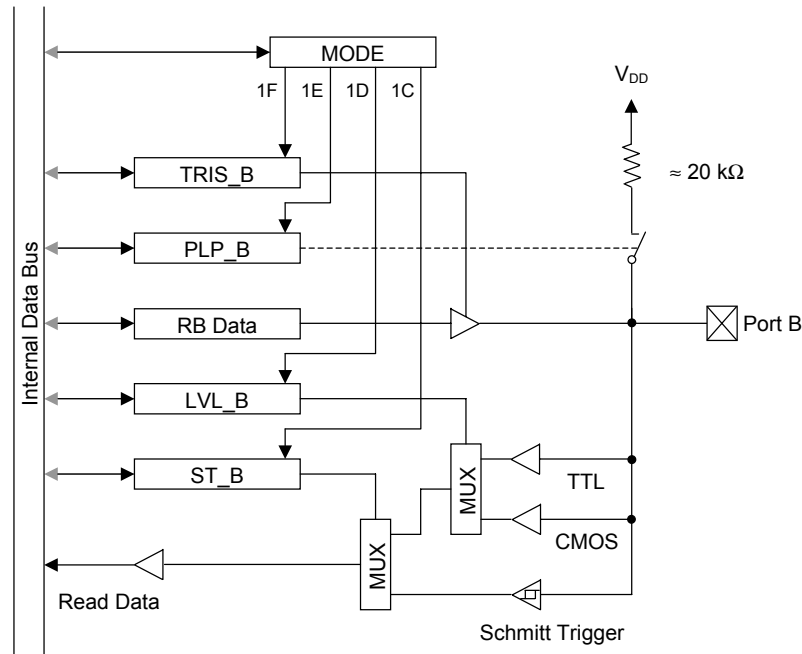 MODE
1F 1E 1D 1C
V_DD
≈ 20 kΩ
TRIS_B
PLP_B
Internal Data Bus
RB Data
Port B
LVL_B
ST_B
MUX
TTL
CMOS
MUX
Read Data
Schmitt Trigger